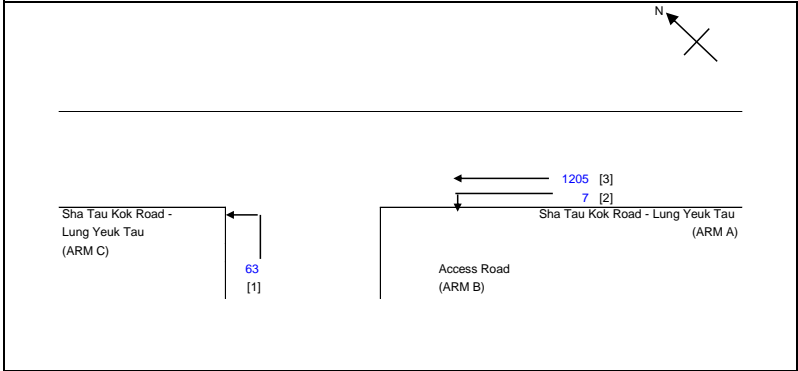 N
1205 [3]
7 [2]
Sha Tau Kok Road -
Lung Yeuk Tau
(ARM C)
Sha Tau Kok Road - Lung Yeuk Tau
(ARM A)
63
[1]
Access Road
(ARM B)